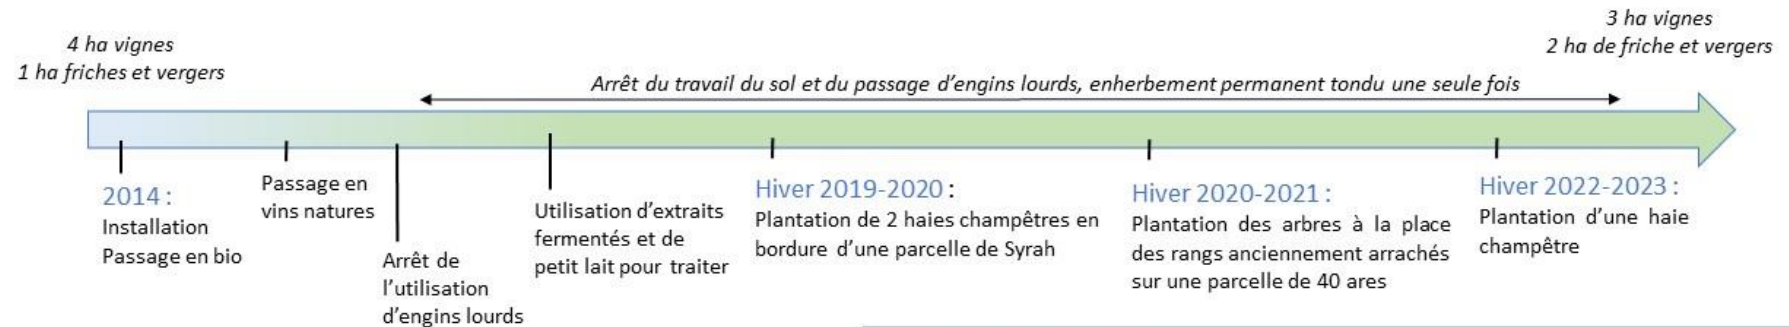 4 ha vignes
1 ha friches et vergers
3 ha vignes
2 ha de friche et vergers
Arrêt du travail du sol et du passage d'engins lourds, enherbement permanent tondu une seule fois
2014 :
Installation
Passage en bio
Passage en
vins natures
Arrêt de
l'utilisation
d'engins lourds
Utilisation d'extraits
fermentés et de
petit lait pour traiter
Hiver 2019-2020 :
Plantation de 2 haies champêtres en
bordure d'une parcelle de Syrah
Hiver 2020-2021 :
Plantation des arbres à la place
des rangs anciennement arrachés
sur une parcelle de 40 ares
Hiver 2022-2023 :
Plantation d'une haie
champêtre